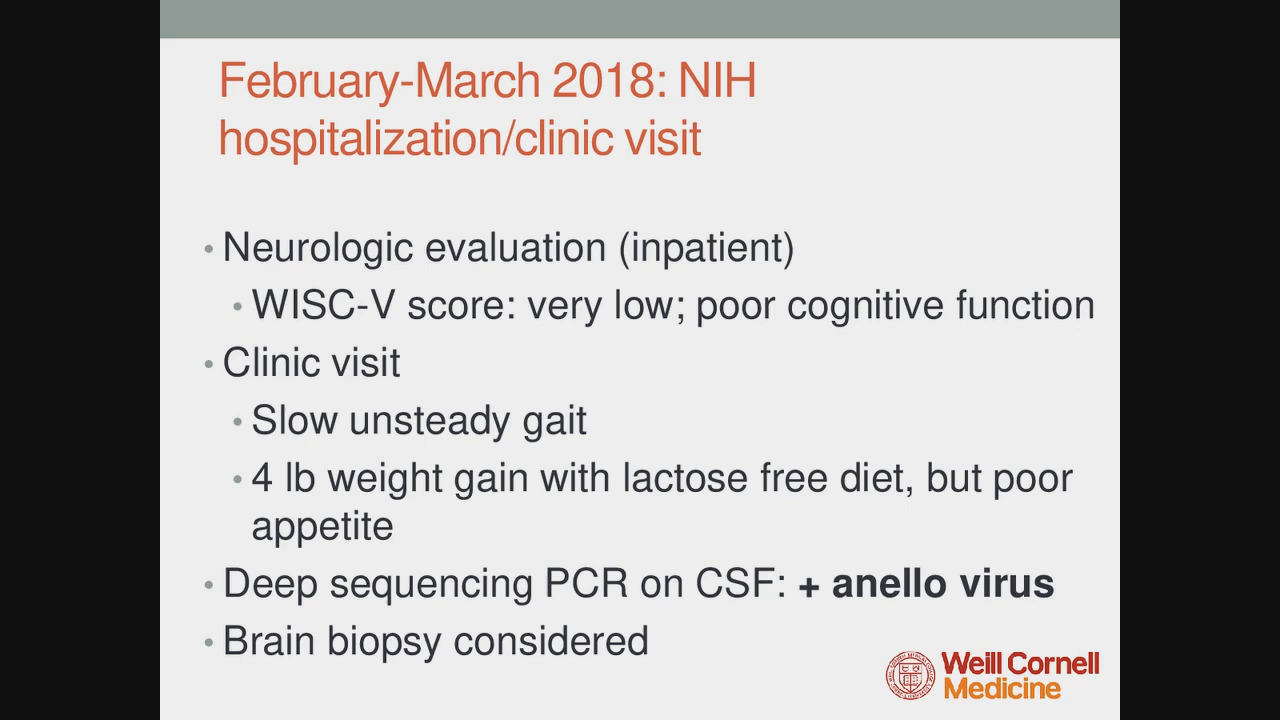 February-March 2018: NIH
hospitalization/clinic visit
• Neurologic evaluation (inpatient)
• WISC-V score: very low; poor cognitive function
• Clinic visit
• Slow unsteady gait
• 4 lb weight gain with lactose free diet, but poor
appetite
• Deep sequencing PCR on CSF: + anello virus
• Brain biopsy considered
Weill Cornell
Medicine